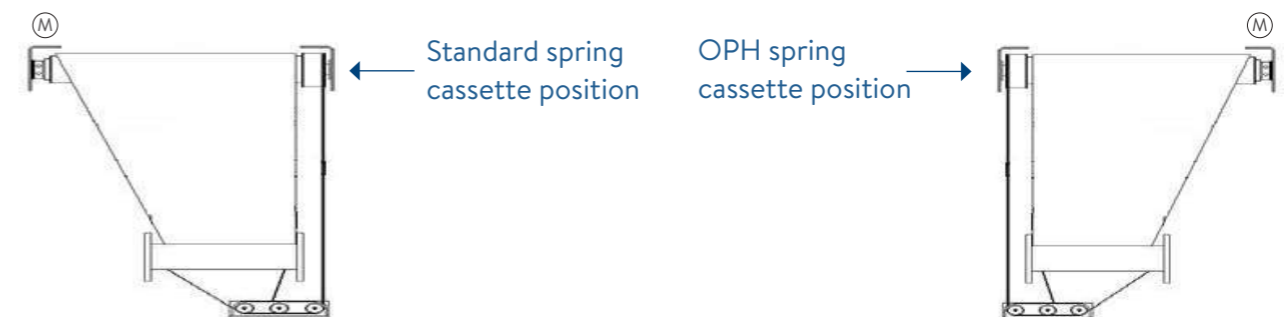 M
M
Standard spring
cassette position
OPH spring
cassette position